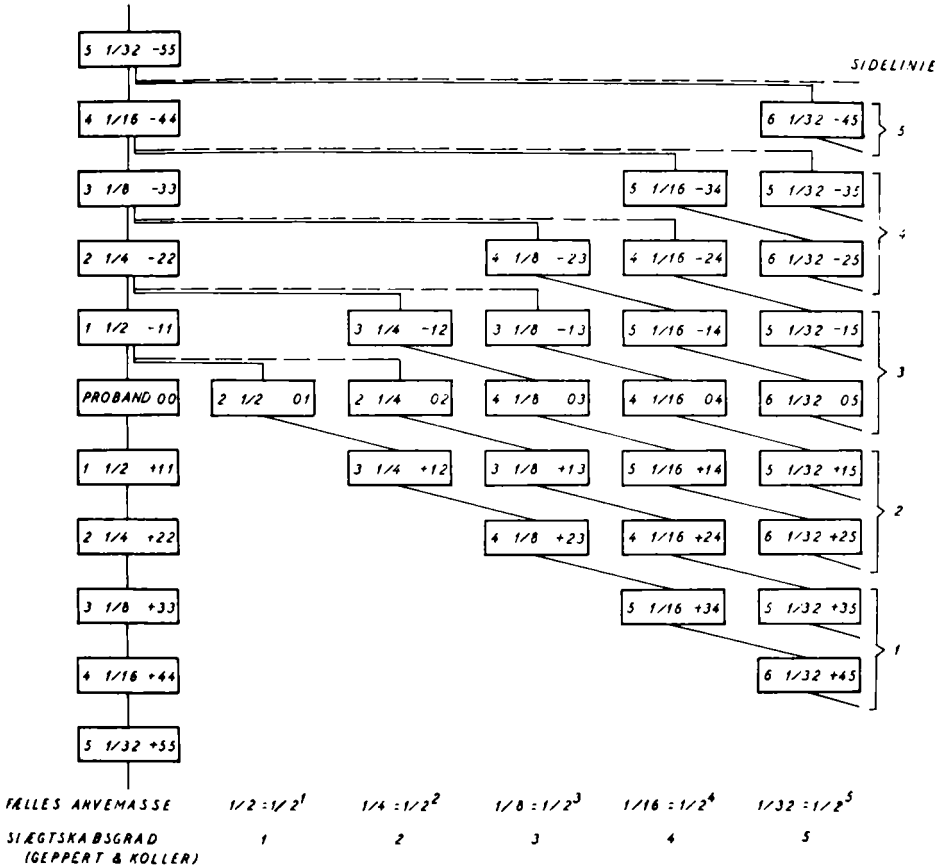 5 1/32 -55
SIDELINIE
4 1/16 -44
6 1/32 -45
5
3 1/8 -33
5 1/16 -34
5 1/32 -35
4
2 1/4 -22
4 1/8 -23
4 1/16 -24
6 1/32 -25
1 1/2 -11
3 1/4 -12
3 1/8 -13
5 1/16 -14
5 1/32 -15
3
PROBAND 00
2 1/2 01
2 1/4 02
4 1/8 03
4 1/16 04
6 1/32 05
1 1/2 +11
3 1/4 +12
3 1/8 +13
5 1/16 +14
5 1/32 +15
2
2 1/4 +22
4 1/8 +23
4 1/16 +24
6 1/32 +25
3 1/8 +33
5 1/16 +34
5 1/32 +35
1
4 1/16 +44
6 1/32 +45
5 1/32 +55
FÆLLES ARVEMASSE 1/2 = 1/2¹ 1/4 = 1/2² 1/8 = 1/2³ 1/16 = 1/2⁴ 1/32 = 1/2⁵
SLÆGTSKABSGRAD 1 2 3 4 5
(GEPPERT & KOLLER)